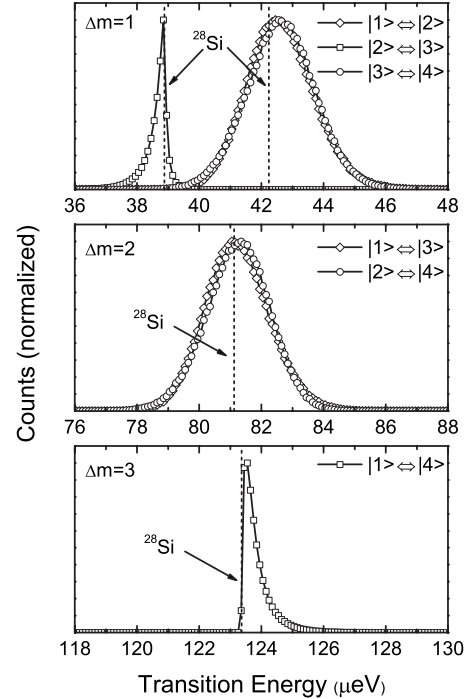 Δm=1
²⁸Si
|1> ⇔ |2>
|2> ⇔ |3>
|3> ⇔ |4>
36 38 40 42 44 46 48
Δm=2
²⁸Si
|1> ⇔ |3>
|2> ⇔ |4>
76 78 80 82 84 86 88
Counts (normalized)
Δm=3
²⁸Si
|1> ⇔ |4>
118 120 122 124 126 128 130
Transition Energy (μeV)